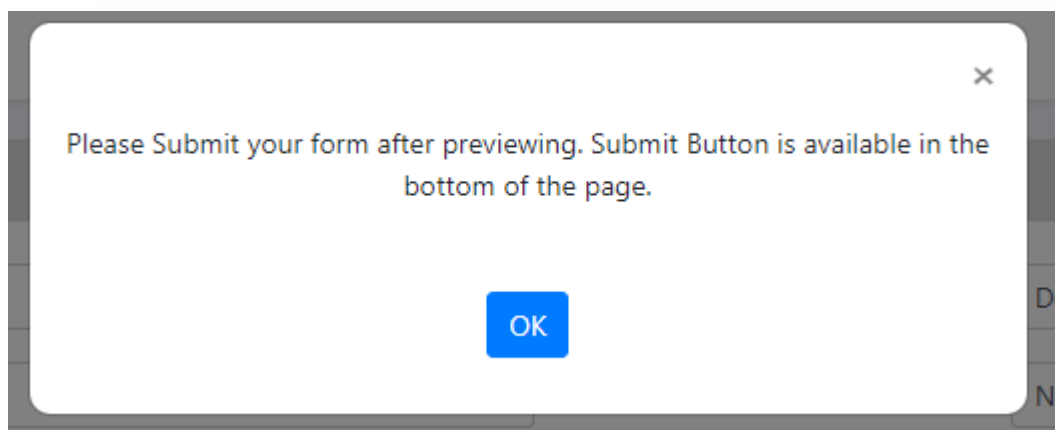 ×
Please Submit your form after previewing. Submit Button is available in the
bottom of the page.
OK
D
N